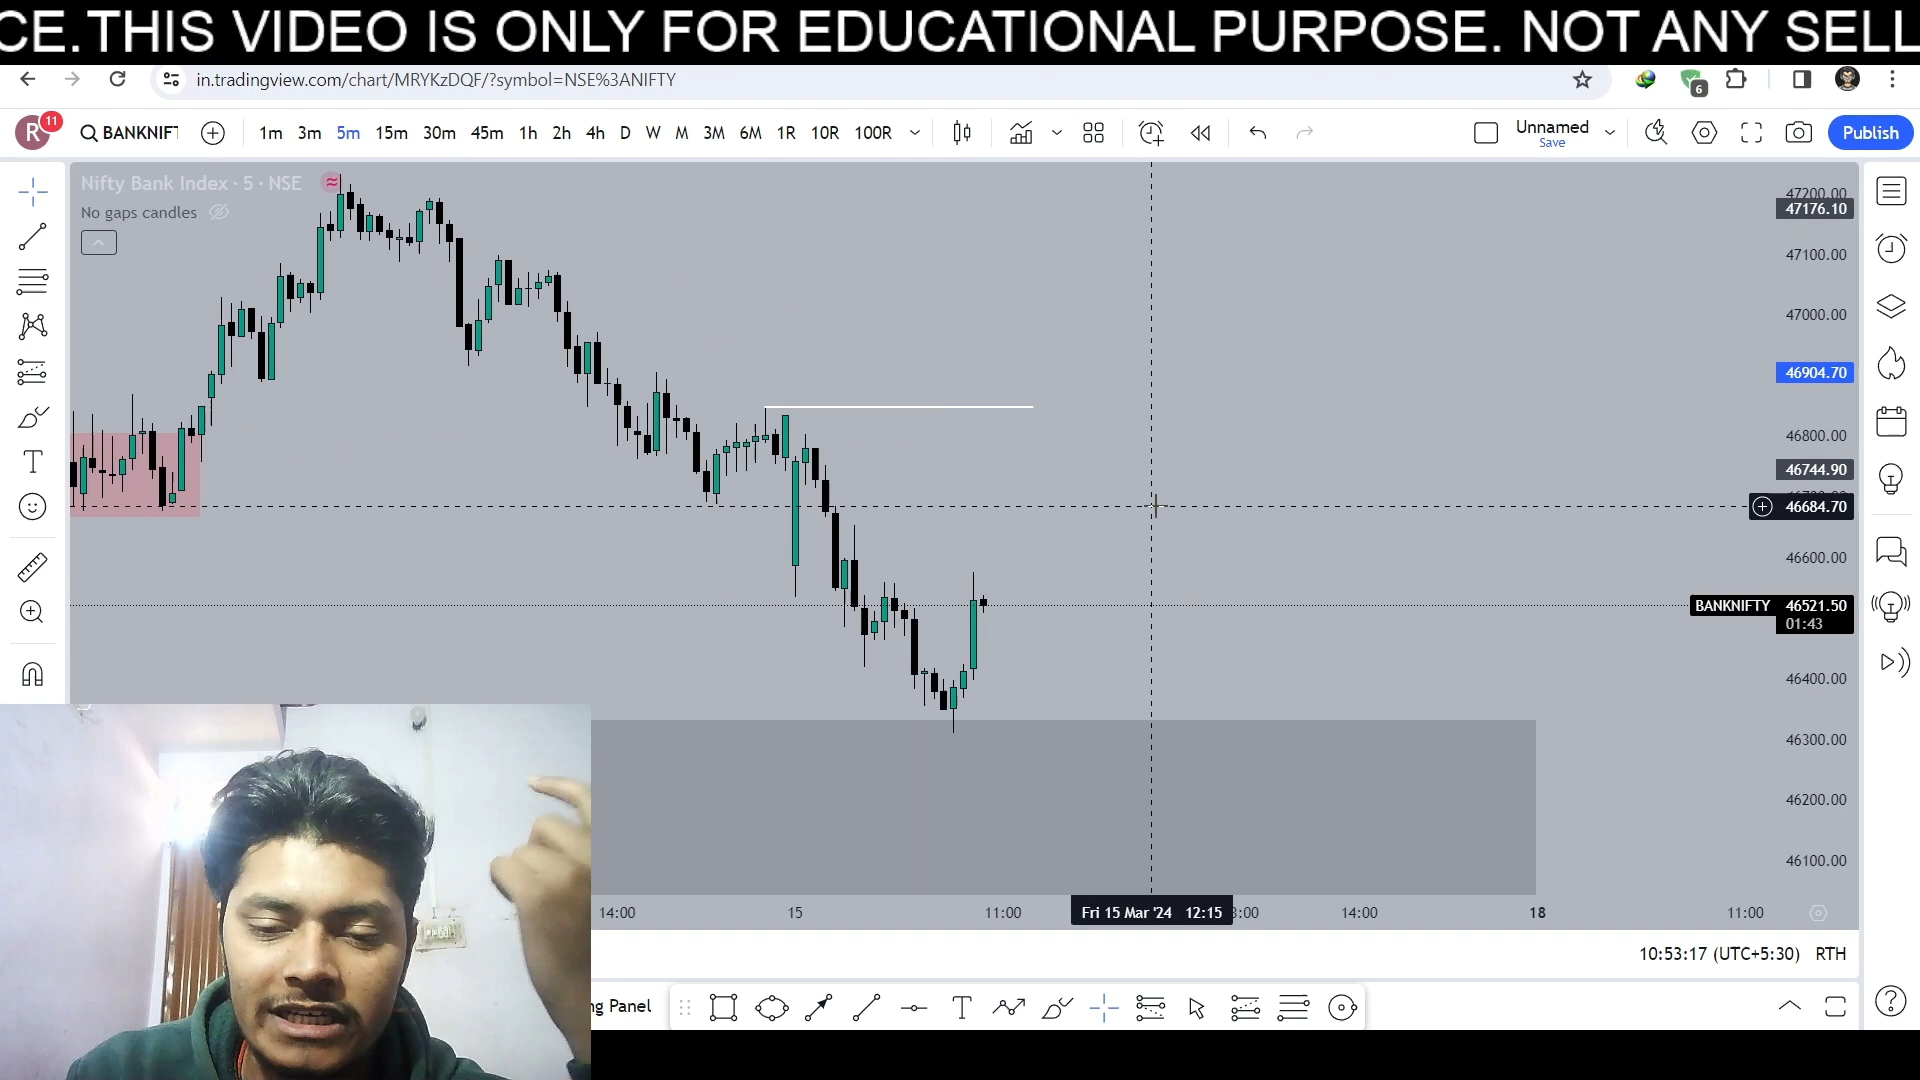 CE.THIS VIDEO IS ONLY FOR EDUCATIONAL PURPOSE. NOT ANY SELL
in.tradingview.com/chart/MRYKzDQF/?symbol=NSE%3ANIFTY
6
R
11
BANKNIFT
1m 3m 5m 15m 30m 45m 1h 2h 4h D W M 3M 6M 1R 10R 100R
Unnamed
Save
Publish
Nifty Bank Index · 5 · NSE
No gaps candles
47200.00
47176.10
47100.00
47000.00
46904.70
46800.00
46744.90
46684.70
46600.00
BANKNIFTY 46521.50
01:43
46400.00
46300.00
46200.00
46100.00
14:00 15 11:00 Fri 15 Mar '24 12:15 3:00 14:00 18 11:00
10:53:17 (UTC+5:30) RTH
ng Panel